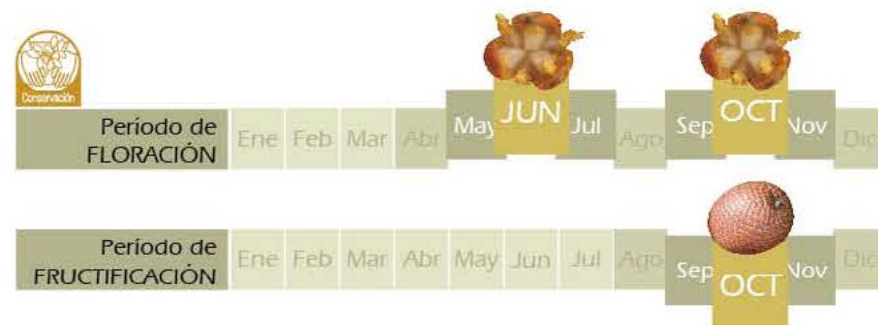 Conservación
Período de
FLORACIÓN
Ene Feb Mar Abr May JUN Jul Ago Sep OCT Nov Dic
Período de
FRUCTIFICACIÓN
Ene Feb Mar Abr May Jun Jul Ago Sep OCT Nov Dic